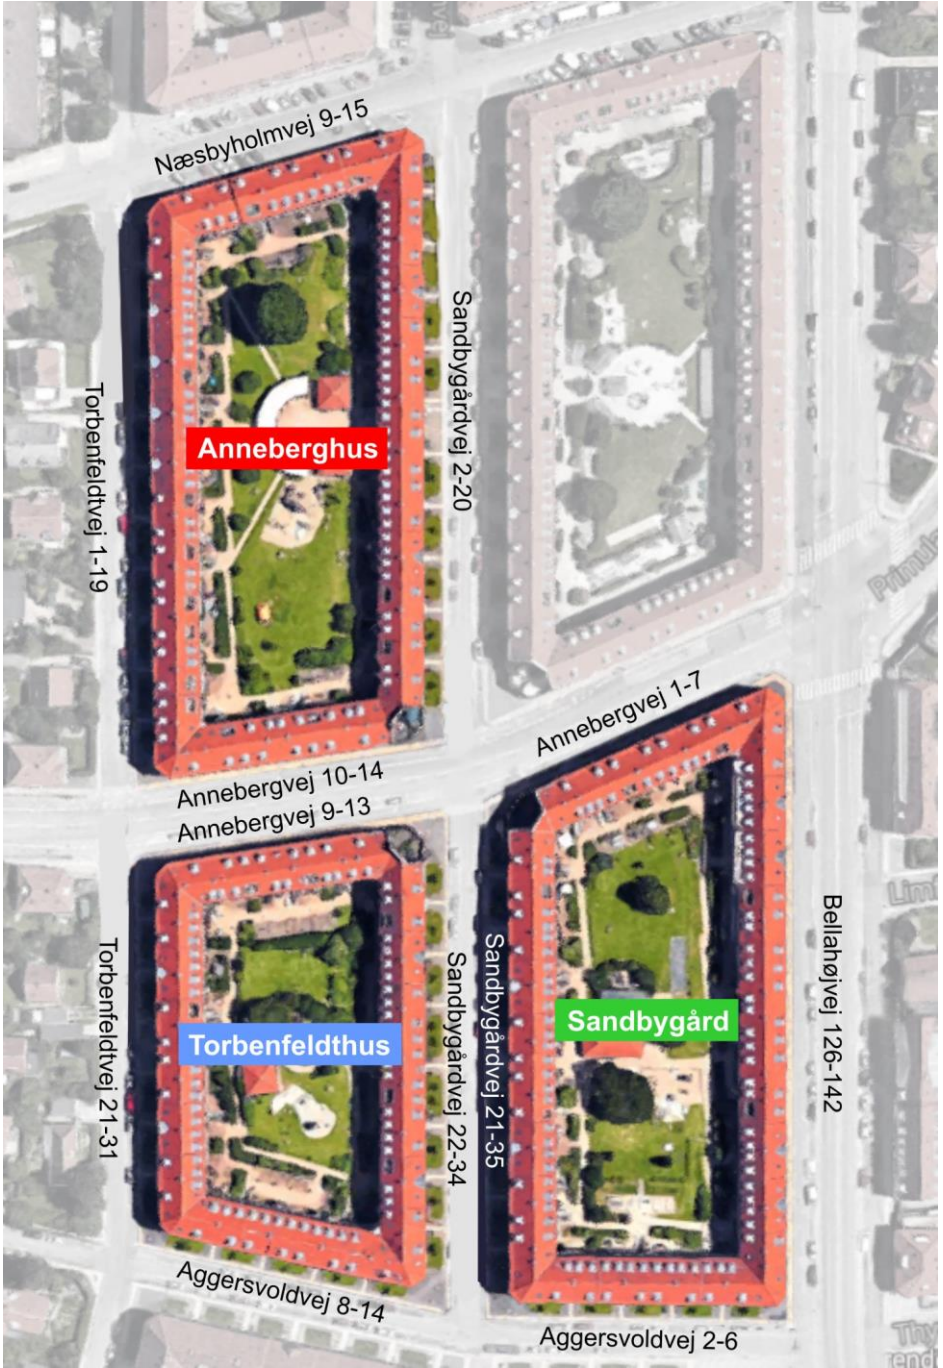 Næsbyholmvej 9-15
Sandbygårdvej 2-20
Torbenfeldtvej 1-19
Anneberghus
Annebergvej 1-7
Annebergvej 10-14
Annebergvej 9-13
Bellahøjvej 126-142
Torbenfeldtvej 21-31
Sandbygårdvej 22-34
Sandbygårdvej 21-35
Sandbygård
Torbenfeldthus
Aggersvoldvej 8-14
Aggersvoldvej 2-6